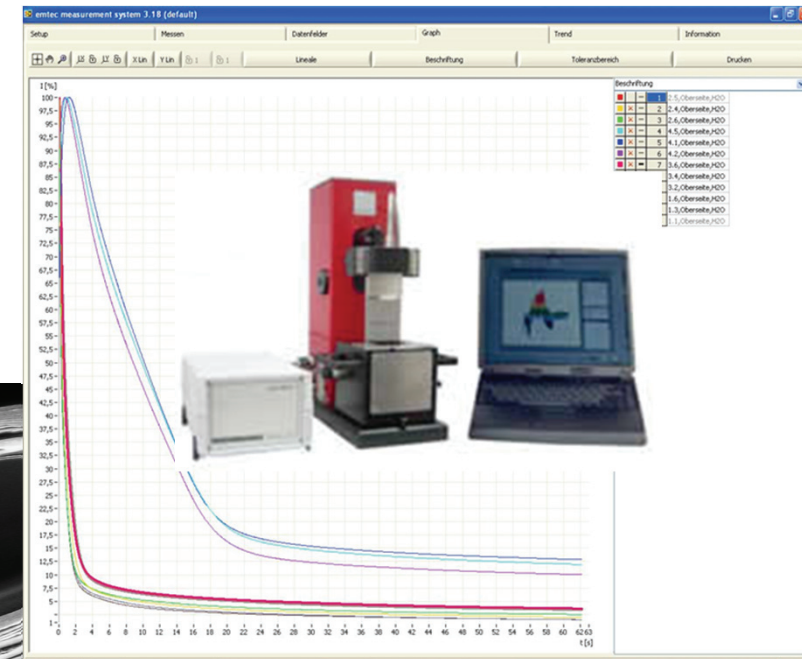 emtec measurement system 3.18 (default)
Setup Messen Datenfelder Graph Trend Information
X Lin Y Lin Lineale Beschriftung Toleranzbereich Drucken
I [%]
100
97,5
95
92,5
90
87,5
85
82,5
80
77,5
75
72,5
70
67,5
65
62,5
60
57,5
55
52,5
50
47,5
45
42,5
40
37,5
35
32,5
30
27,5
25
22,5
20
17,5
15
12,5
10
7,5
5
1
0 2 4 6 8 10 12 14 16 18 20 22 24 26 28 30 32 34 36 38 40 42 44 46 48 50 52 54 56 58 60 62 63
t [s]
Beschriftung
1 2.5,Oberseite,H2O
2 2.4,Oberseite,H2O
3 2.6,Oberseite,H2O
4 4.5,Oberseite,H2O
5 4.1,Oberseite,H2O
6 4.2,Oberseite,H2O
7 3.6,Oberseite,H2O
3.4,Oberseite,H2O
3.2,Oberseite,H2O
1.6,Oberseite,H2O
1.3,Oberseite,H2O
1.1,Oberseite,H2O